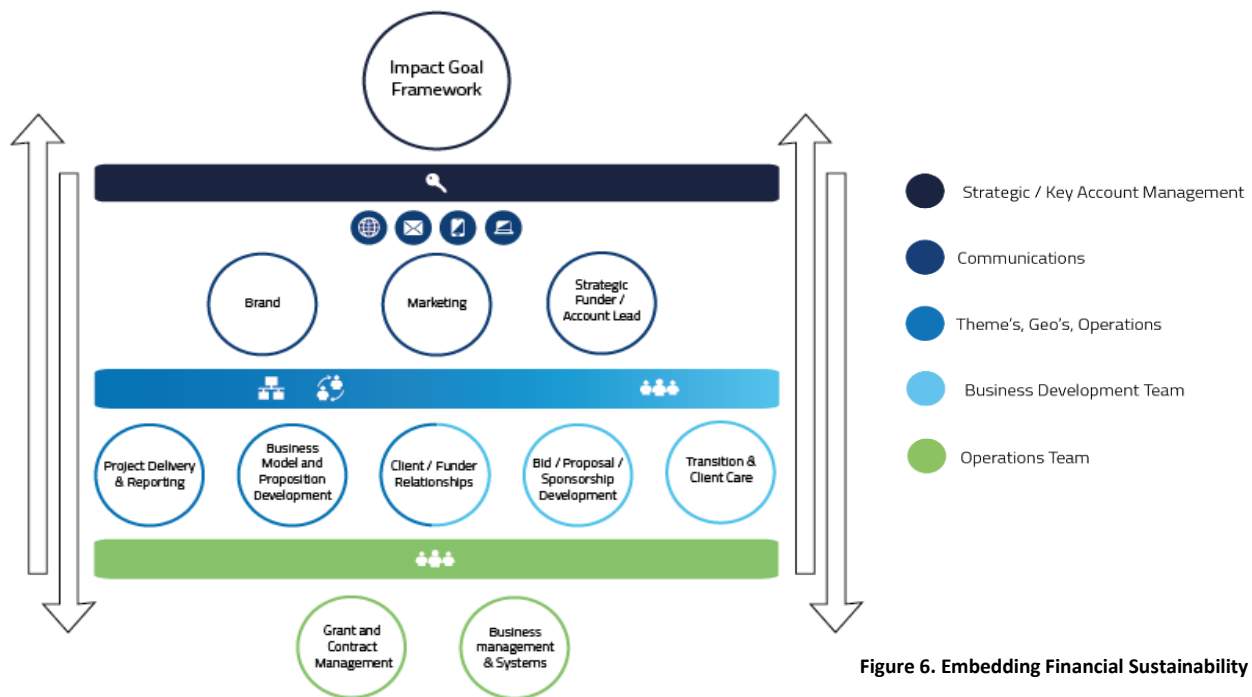 Impact Goal
Framework
Brand
Marketing
Strategic
Funder /
Account Lead
Project Delivery
& Reporting
Business
Model and
Proposition
Development
Client / Funder
Relationships
Bid / Proposal /
Sponsorship
Development
Transition &
Client Care
Grant and
Contract
Management
Business
management
& Systems
Strategic / Key Account Management
Communications
Theme's, Geo's, Operations
Business Development Team
Operations Team
Figure 6. Embedding Financial Sustainability